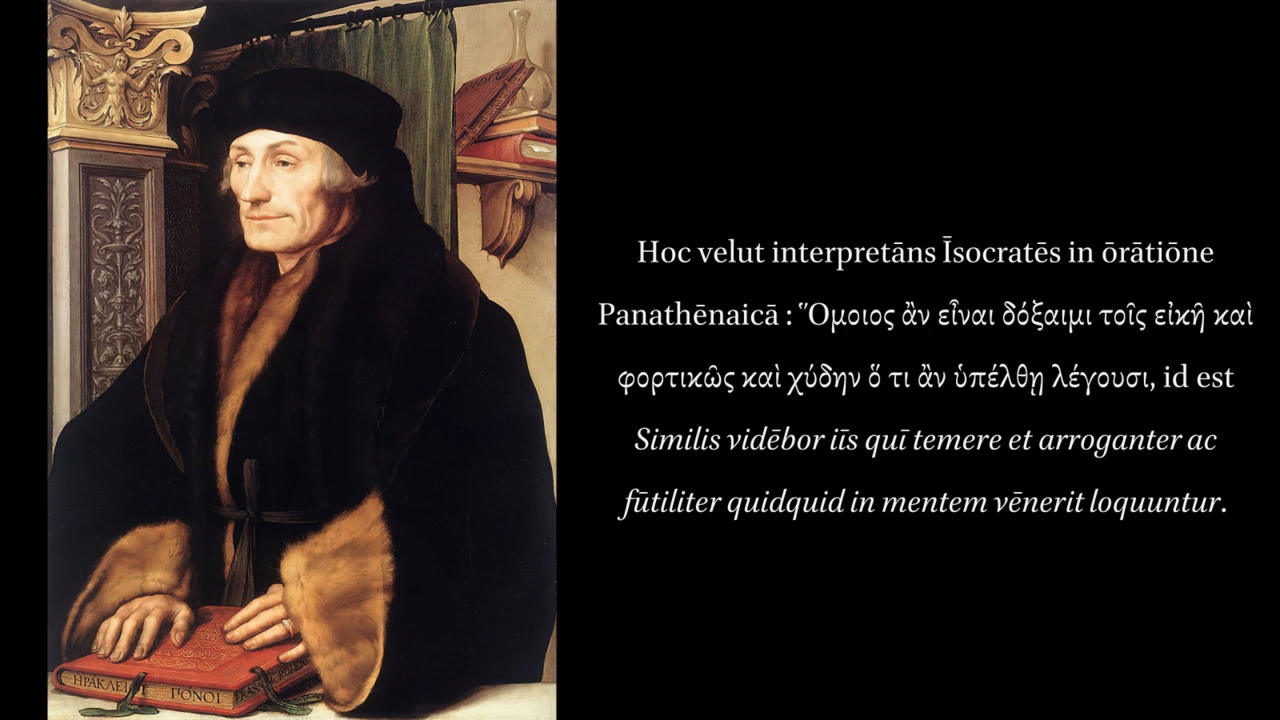 Hoc velut interpretāns Īsocratēs in ōrātiōne
Panathēnaicā : Ὅμοιος ἂν εἶναι δόξαιμι τοῖς εἰκῇ καὶ
φορτικῶς καὶ χύδην ὅ τι ἂν ὑπέλθῃ λέγουσι, id est
Similis vidēbor iīs quī temere et arroganter ac
fūtiliter quidquid in mentem vēnerit loquuntur.
ΗΡΑΚΛΕΙ ΠΟΝΟΙ